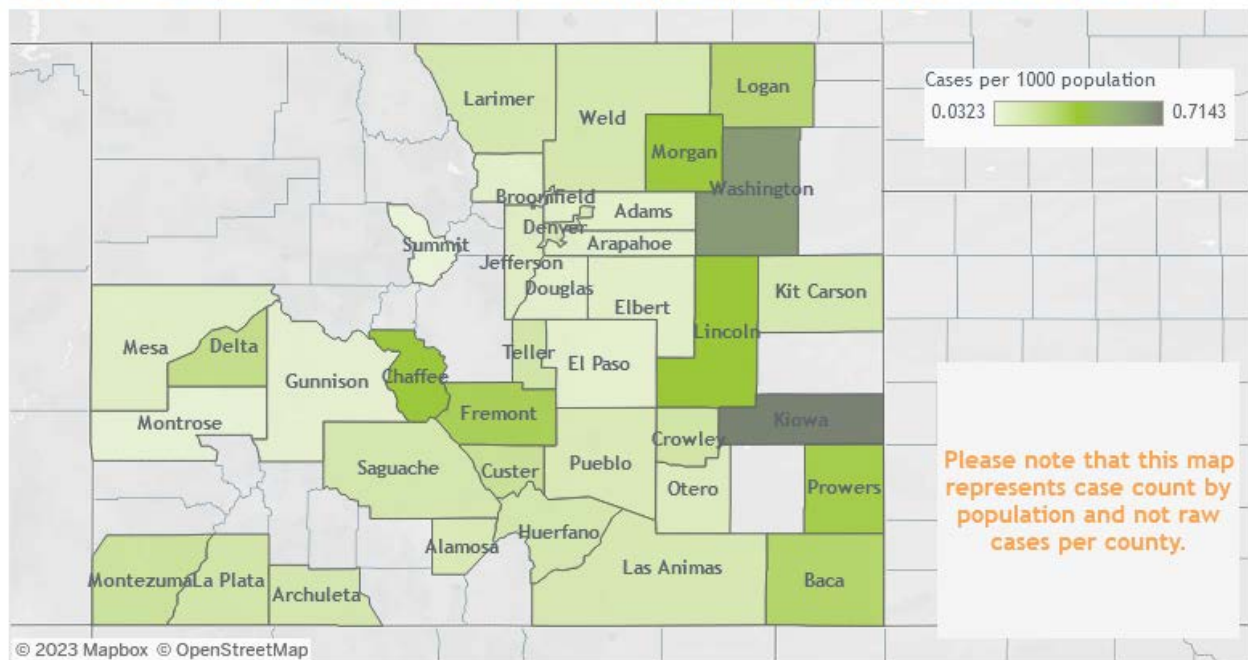 Cases per 1000 population
0.0323
0.7143
Larimer
Weld
Logan
Morgan
Washington
Broomfield
Adams
Denver
Arapahoe
Summit
Jefferson
Douglas
Elbert
Kit Carson
Lincoln
Mesa
Delta
Teller
El Paso
Gunnison
Chaffee
Fremont
Kiowa
Montrose
Crowley
Saguache
Custer
Pueblo
Otero
Prowers
Huerfano
Alamosa
Las Animas
Montezuma
La Plata
Archuleta
Baca
Please note that this map
represents case count by
population and not raw
cases per county.
© 2023 Mapbox © OpenStreetMap